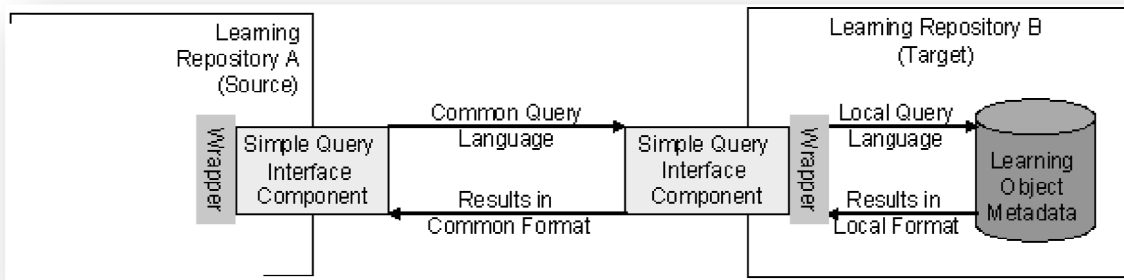 Learning
Repository A
(Source)
Wrapper
Simple Query
Interface
Component
Common Query
Language
Results in
Common Format
Learning Repository B
(Target)
Simple Query
Interface
Component
Wrapper
Local Query
Language
Results in
Local Format
Learning
Object
Metadata